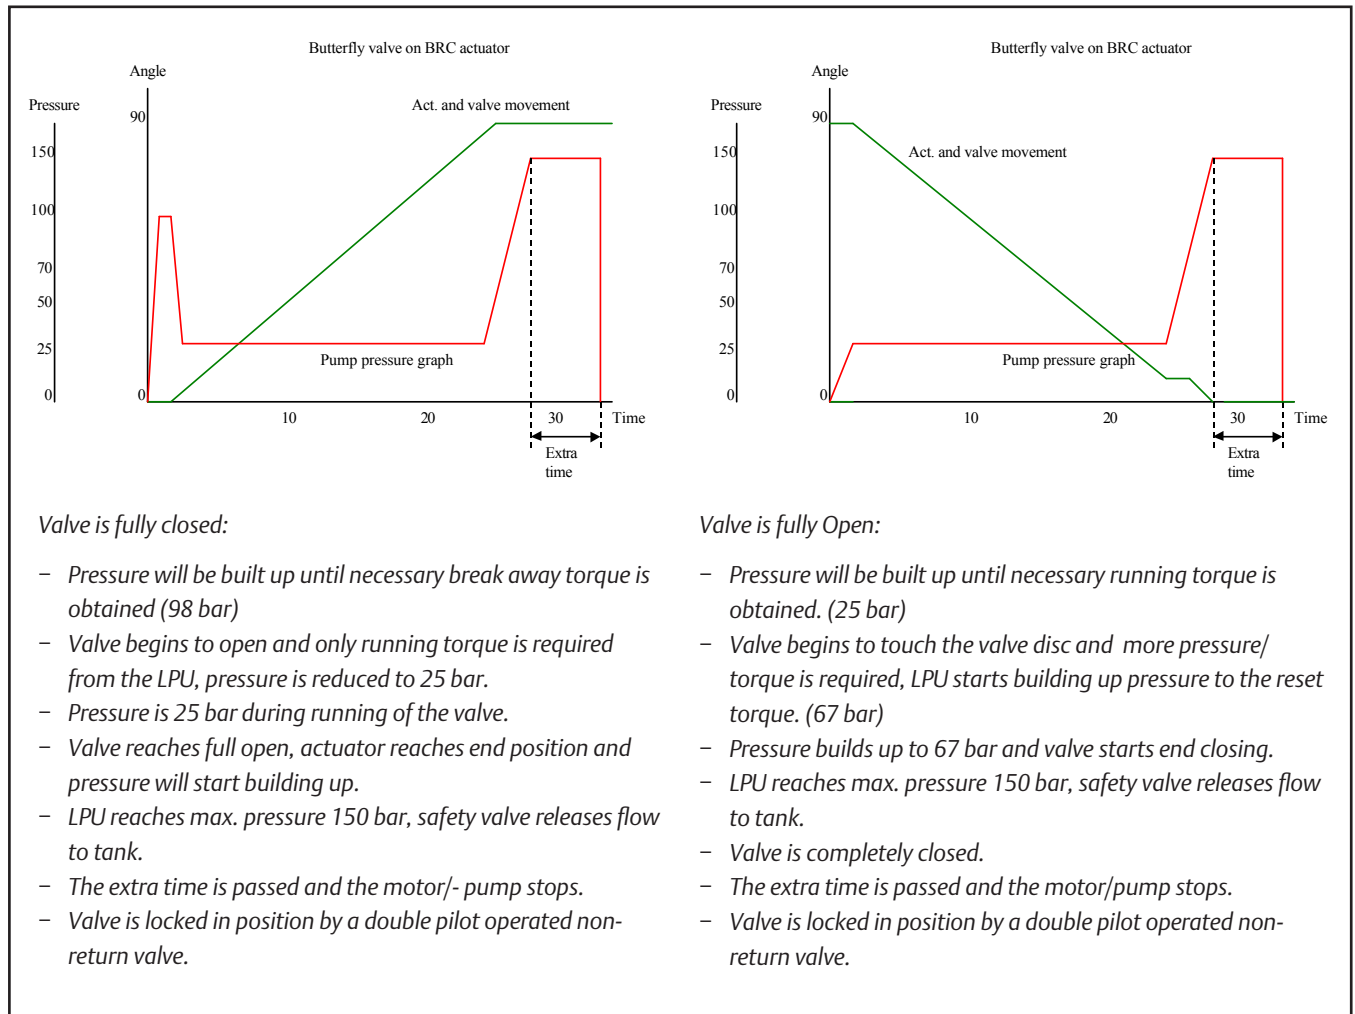 Butterfly valve on BRC actuator
Angle
Pressure
Act. and valve movement
90
150
100
70
50
25
Pump pressure graph
0
0
10
20
30
Time
Extra
time
Butterfly valve on BRC actuator
Angle
Pressure
90
150
Act. and valve movement
100
70
50
25
Pump pressure graph
0
0
10
20
30
Time
Extra
time
Valve is fully closed:
– Pressure will be built up until necessary break away torque is
obtained (98 bar)
– Valve begins to open and only running torque is required
from the LPU, pressure is reduced to 25 bar.
– Pressure is 25 bar during running of the valve.
– Valve reaches full open, actuator reaches end position and
pressure will start building up.
– LPU reaches max. pressure 150 bar, safety valve releases flow
to tank.
– The extra time is passed and the motor/- pump stops.
– Valve is locked in position by a double pilot operated non-
return valve.
Valve is fully Open:
– Pressure will be built up until necessary running torque is
obtained. (25 bar)
– Valve begins to touch the valve disc and more pressure/
torque is required, LPU starts building up pressure to the reset
torque. (67 bar)
– Pressure builds up to 67 bar and valve starts end closing.
– LPU reaches max. pressure 150 bar, safety valve releases flow
to tank.
– Valve is completely closed.
– The extra time is passed and the motor/pump stops.
– Valve is locked in position by a double pilot operated non-
return valve.